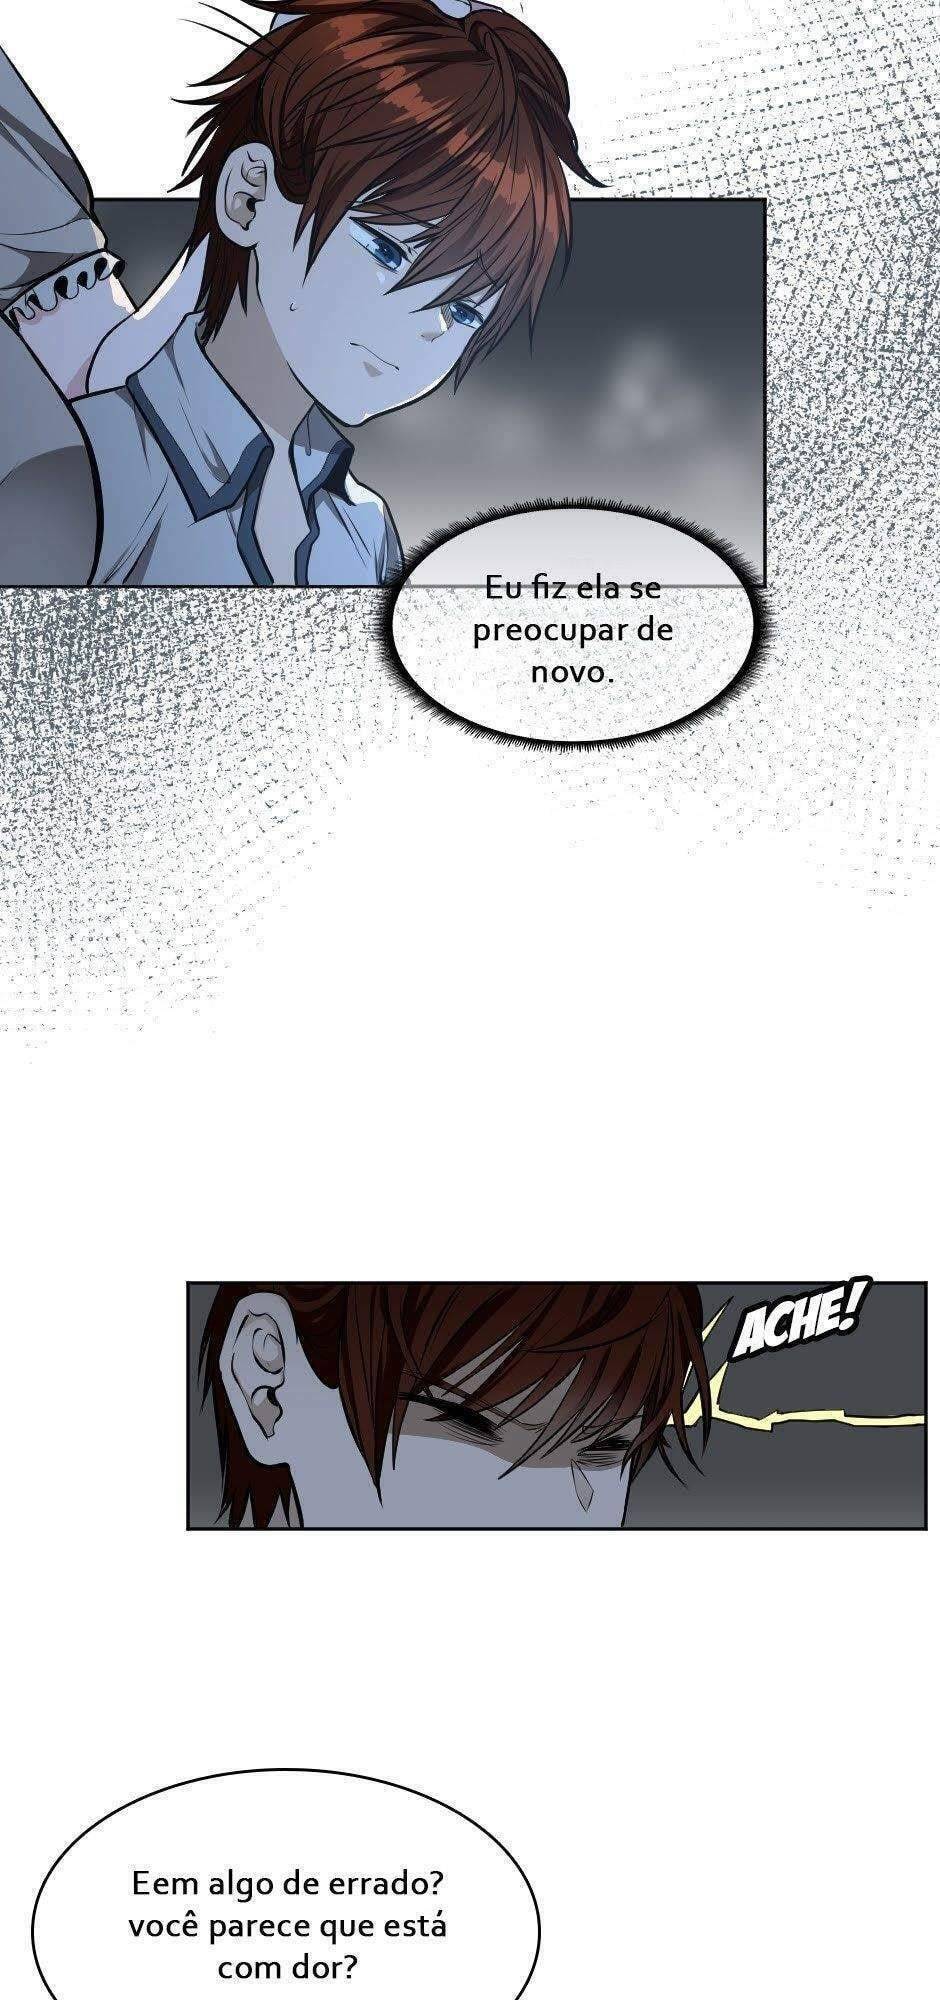 Eu fiz ela se
preocupar de
novo.
ACHE!
Eem algo de errado?
você parece que está
com dor?